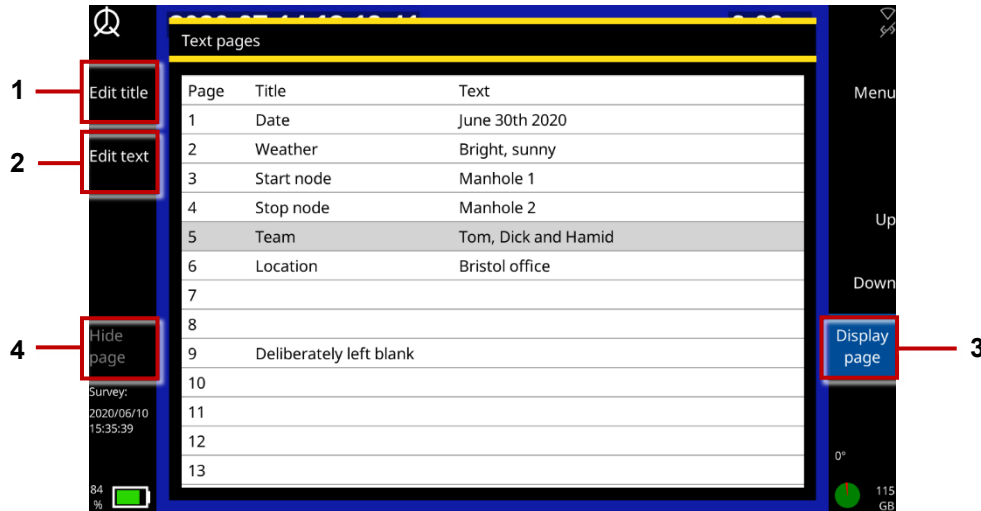 Text pages
1
Edit title
2
Edit text
4
Hide
page
Survey:
2020/06/10
15:35:39
84
%
Page Title Text
1 Date June 30th 2020
2 Weather Bright, sunny
3 Start node Manhole 1
4 Stop node Manhole 2
5 Team Tom, Dick and Hamid
6 Location Bristol office
7
8
9 Deliberately left blank
10
11
12
13
Menu
Up
Down
Display
page
3
0°
115
GB